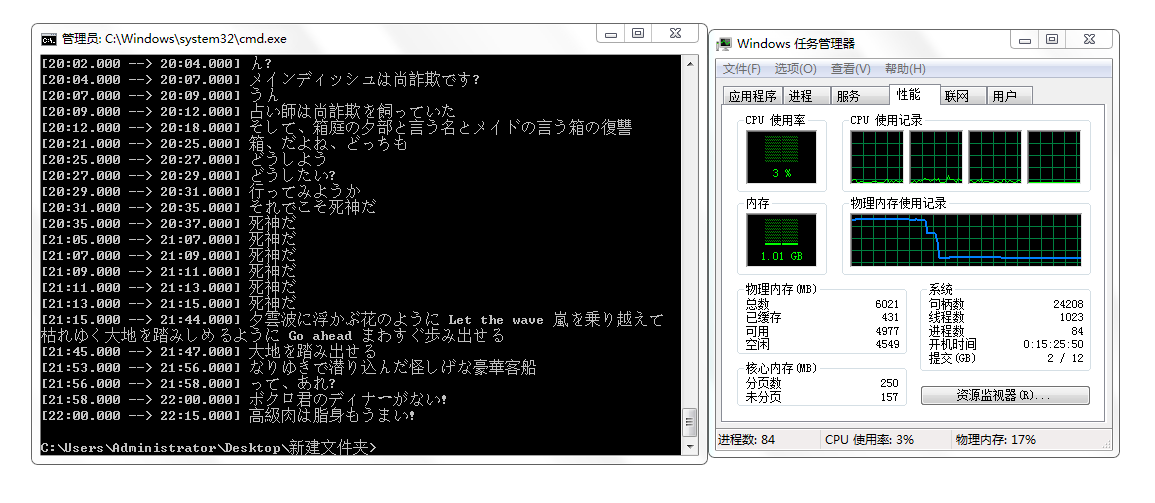 管理员: C:\Windows\system32\cmd.exe
[20:02.000 --> 20:04.000] ん?
[20:04.000 --> 20:07.000] メインディッシュは尚詐欺です?
[20:07.000 --> 20:09.000] うん
[20:09.000 --> 20:12.000] 占い師は尚詐欺を飼っていた
[20:12.000 --> 20:18.000] そして、箱庭の夕部と言う名とメイドの言う箱の復讐
[20:21.000 --> 20:25.000] 箱、だよね、どっちも
[20:25.000 --> 20:27.000] どうしよう
[20:27.000 --> 20:29.000] どうしたい?
[20:29.000 --> 20:31.000] 行ってみようか
[20:31.000 --> 20:35.000] それでこそ死神だ
[20:35.000 --> 20:37.000] 死神だ
[21:05.000 --> 21:07.000] 死神だ
[21:07.000 --> 21:09.000] 死神だ
[21:09.000 --> 21:11.000] 死神だ
[21:11.000 --> 21:13.000] 死神だ
[21:13.000 --> 21:15.000] 死神だ
[21:15.000 --> 21:44.000] 夕雲波に浮かぶ花のように Let the wave 嵐を乗り越えて
枯れゆく大地を踏みしめるように Go ahead まわすぐ歩み出せる
[21:45.000 --> 21:47.000] 大地を踏み出せる
[21:53.000 --> 21:56.000] なりゆきで潜り込んだ怪しげな豪華客船
[21:56.000 --> 21:58.000] って、あれ?
[21:58.000 --> 22:00.000] ボクロ君のディナーがない!
[22:00.000 --> 22:15.000] 高級肉は脂身もうまい!
C:\Users\Administrator\Desktop\新建文件夹>
Windows 任务管理器
文件(F) 选项(O) 查看(V) 帮助(H)
应用程序 进程 服务 性能 联网 用户
CPU 使用率 CPU 使用记录
3 %
内存 物理内存使用记录
1.01 GB
物理内存(MB)
总数 6021
已缓存 431
可用 4977
空闲 4549
核心内存(MB)
分页数 250
未分页 157
系统
句柄数 24208
线程数 1023
进程数 84
开机时间 0:15:25:50
提交(GB) 2 / 12
资源监视器(R)...
进程数: 84 CPU 使用率: 3% 物理内存: 17%